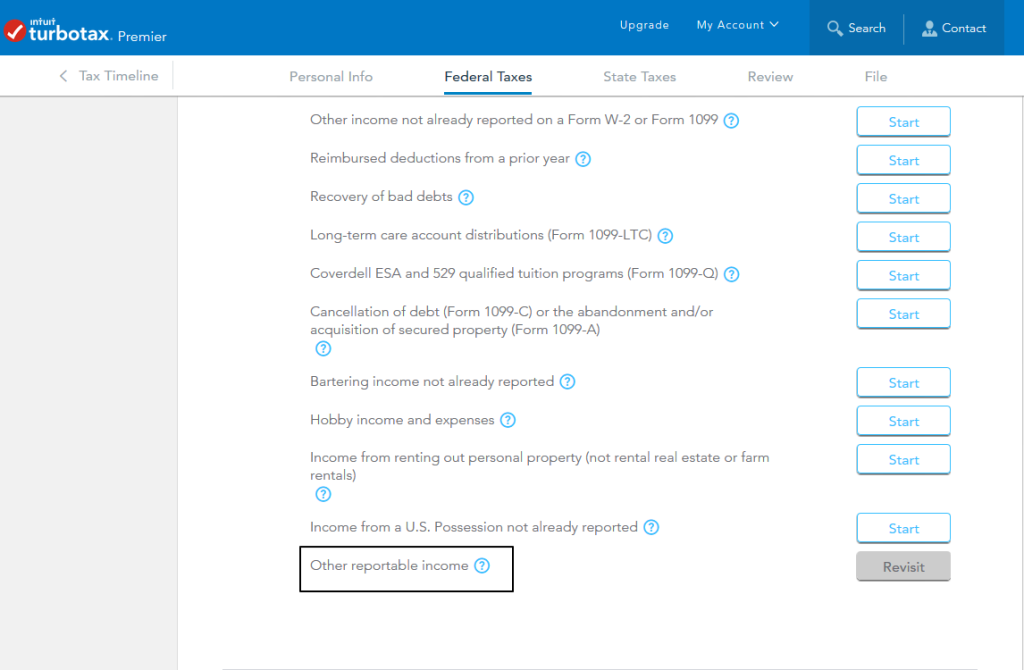 intuit
turbotax. Premier
Upgrade My Account Search Contact
Tax Timeline Personal Info Federal Taxes State Taxes Review File
Other income not already reported on a Form W-2 or Form 1099 ? Start
Reimbursed deductions from a prior year ? Start
Recovery of bad debts ? Start
Long-term care account distributions (Form 1099-LTC) ? Start
Coverdell ESA and 529 qualified tuition programs (Form 1099-Q) ? Start
Cancellation of debt (Form 1099-C) or the abandonment and/or Start
acquisition of secured property (Form 1099-A)
?
Bartering income not already reported ? Start
Hobby income and expenses ? Start
Income from renting out personal property (not rental real estate or farm Start
rentals)
?
Income from a U.S. Possession not already reported ? Start
Other reportable income ? Revisit